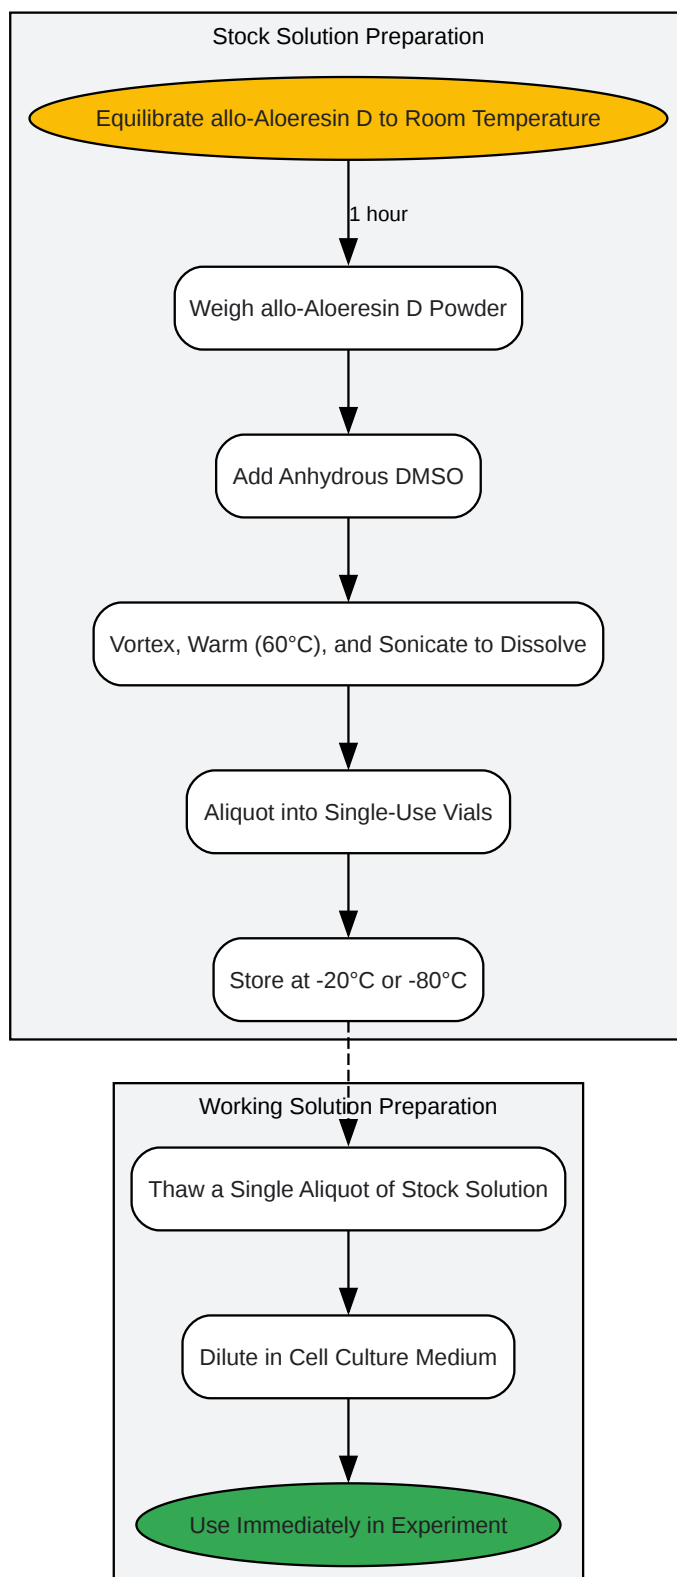 Stock Solution Preparation
Equilibrate allo-Aloeresin D to Room Temperature
1 hour
Weigh allo-Aloeresin D Powder
Add Anhydrous DMSO
Vortex, Warm (60°C), and Sonicate to Dissolve
Aliquot into Single-Use Vials
Store at -20°C or -80°C
Working Solution Preparation
Thaw a Single Aliquot of Stock Solution
Dilute in Cell Culture Medium
Use Immediately in Experiment